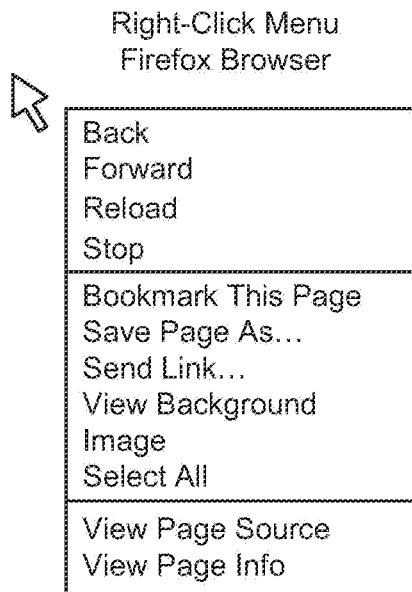 Right-Click Menu
Firefox Browser
Back
Forward
Reload
Stop
Bookmark This Page
Save Page As...
Send Link...
View Background
Image
Select All
View Page Source
View Page Info